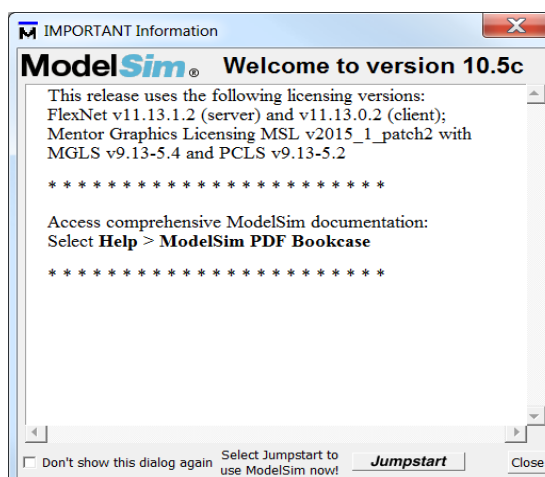 IMPORTANT Information
ModelSim® Welcome to version 10.5c
This release uses the following licensing versions:
FlexNet v11.13.1.2 (server) and v11.13.0.2 (client);
Mentor Graphics Licensing MSL v2015_1_patch2 with
MGLS v9.13-5.4 and PCLS v9.13-5.2
* * * * * * * * * * * * * * * * * * * * * * *
Access comprehensive ModelSim documentation:
Select Help > ModelSim PDF Bookcase
* * * * * * * * * * * * * * * * * * * * * * *
Don't show this dialog again
Select Jumpstart to
use ModelSim now!
Jumpstart
Close